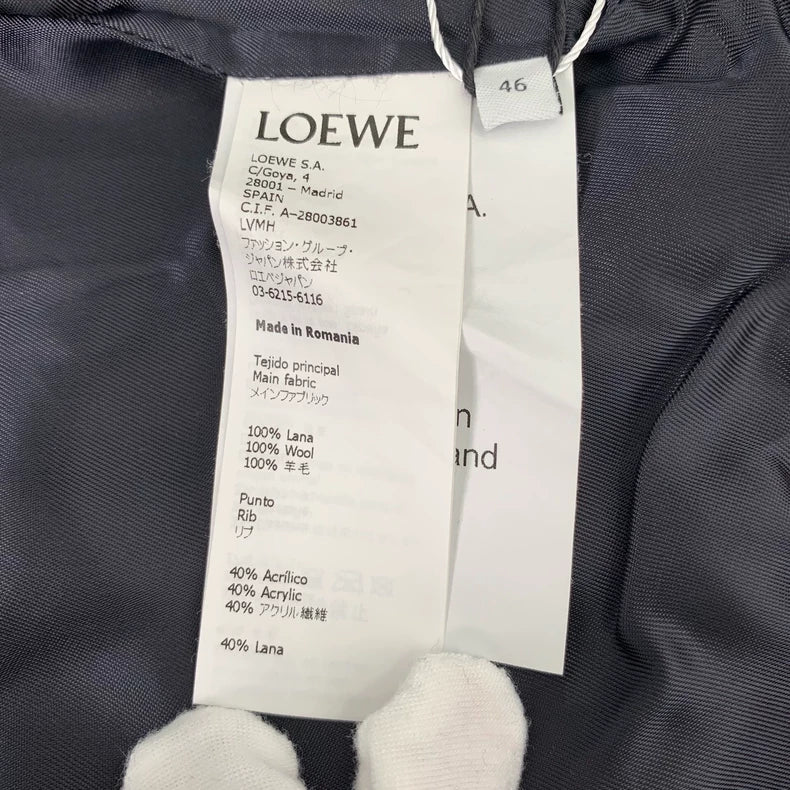 LOEWE
LOEWE S.A.
C/Goya, 4
28001 – Madrid
SPAIN
C.I.F. A-28003861
LVMH
ファッション・グループ・
ジャパン株式会社
ロエベジャパン
03-6215-6116
Made in Romania
Tejido principal
Main fabric
メインファブリック
100% Lana
100% Wool
100% 羊毛
Punto
Rib
リブ
40% Acrílico
40% Acrylic
40% アクリル繊維
40% Lana
46
A.
n
and